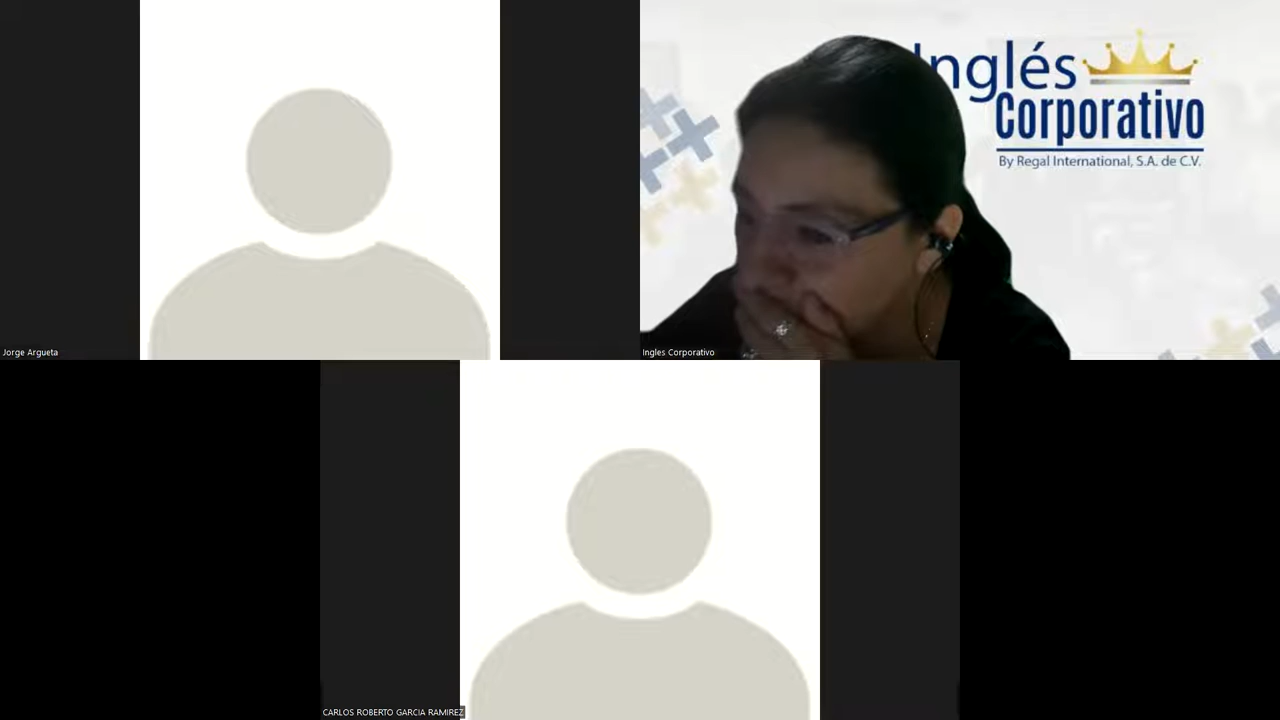 Inglés
Corporativo
By Regal International, S.A. de C.V.
Jorge Argueta
Ingles Corporativo
CARLOS ROBERTO GARCIA RAMIREZ